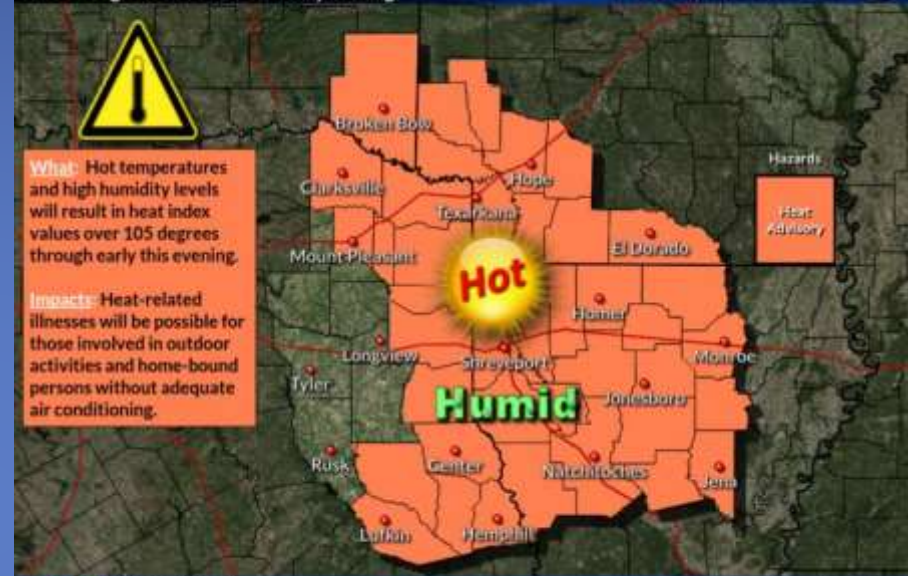 What: Hot temperatures
and high humidity levels
will result in heat index
values over 105 degrees
through early this evening.
Impacts: Heat-related
illnesses will be possible for
those involved in outdoor
activities and home-bound
persons without adequate
air conditioning.
Broken Bow
Clarksville
Hope
Texarkana
Mount Pleasant
El Dorado
Hot
Homer
Longview
Shreveport
Monroe
Tyler
Humid
Jonesboro
Rusk
Center
Natchitoches
Jena
Lufkin
Hemphill
Hazards
Heat
Advisory